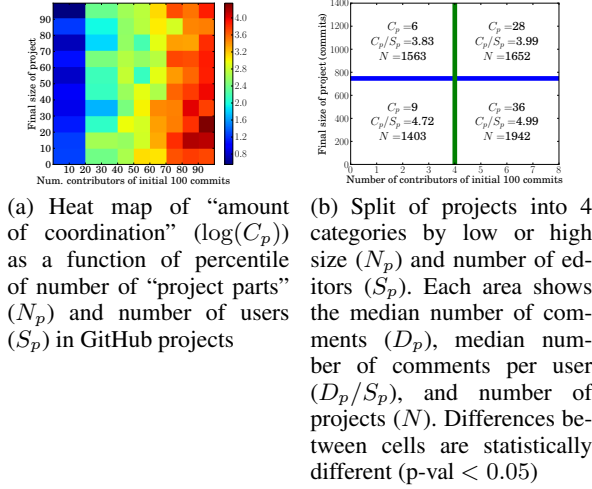 90
80
70
60
50
40
30
20
10
0
Final size of project
10 20 30 40 50 60 70 80 90
Num. contributors of initial 100 commits
4.0
3.5
3.0
2.5
2.0
1.5
1.0
1400
1200
1000
800
600
400
200
0
Final size of project (commits)
C_p=6
C_p/S_p=3.83
N=1563
C_p=28
C_p/S_p=3.99
N=1652
C_p=9
C_p/S_p=4.72
N=1403
C_p=36
C_p/S_p=4.99
N=1942
0 1 2 3 4 5 6 7 8
Number of contributors of initial 100 commits
(a) Heat map of “amount
of coordination” (log(C_p))
as a function of percentile
of number of “project parts”
(N_p) and number of users
(S_p) in GitHub projects
(b) Split of projects into 4
categories by low or high
size (N_p) and number of ed-
itors (S_p). Each area shows
the median number of com-
ments (D_p), median num-
ber of comments per user
(D_p/S_p), and number of
projects (N). Differences be-
tween cells are statistically
different (p-val < 0.05)